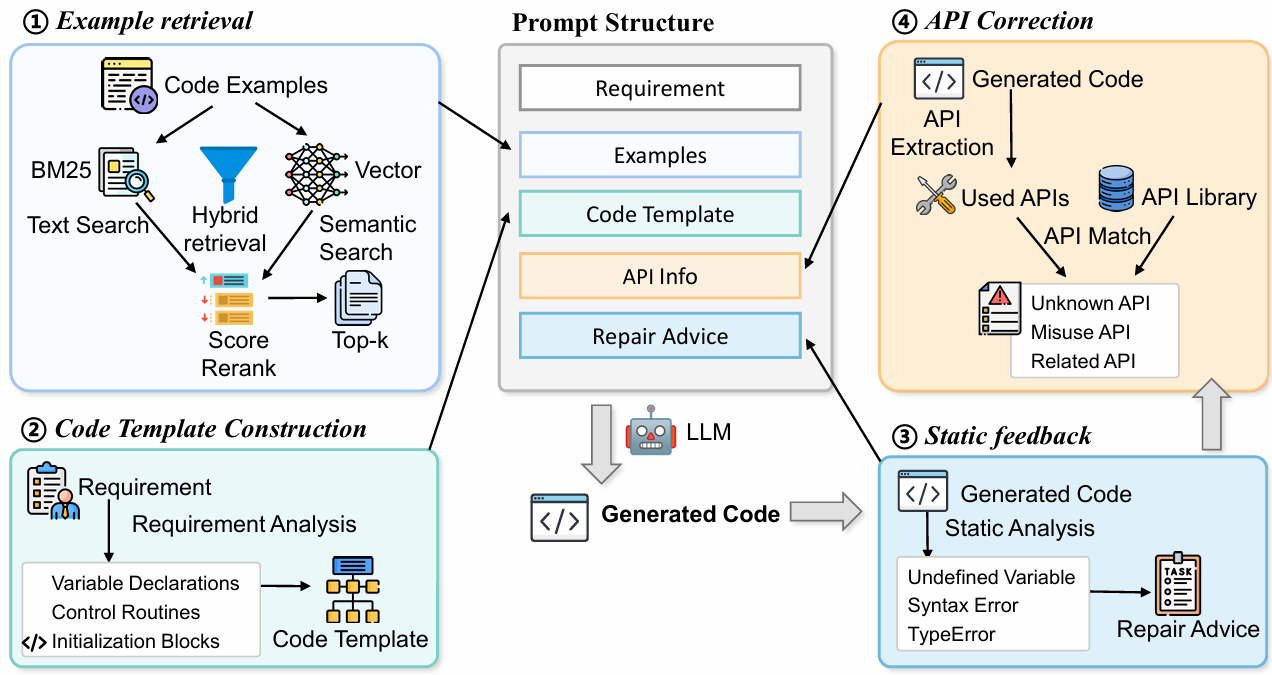 ① Example retrieval
Code Examples
BM25
Vector
Text Search
Hybrid
retrieval
Semantic
Search
Score
Rerank
Top-k
② Code Template Construction
Requirement
Requirement Analysis
Variable Declarations
Control Routines
</> Initialization Blocks
Code Template
Prompt Structure
Requirement
Examples
Code Template
API Info
Repair Advice
LLM
</>
Generated Code
④ API Correction
</>
Generated Code
API
Extraction
Used APIs
API Library
API Match
Unknown API
Misuse API
Related API
③ Static feedback
</>
Generated Code
Static Analysis
Undefined Variable
Syntax Error
TypeError
TASK
Repair Advice